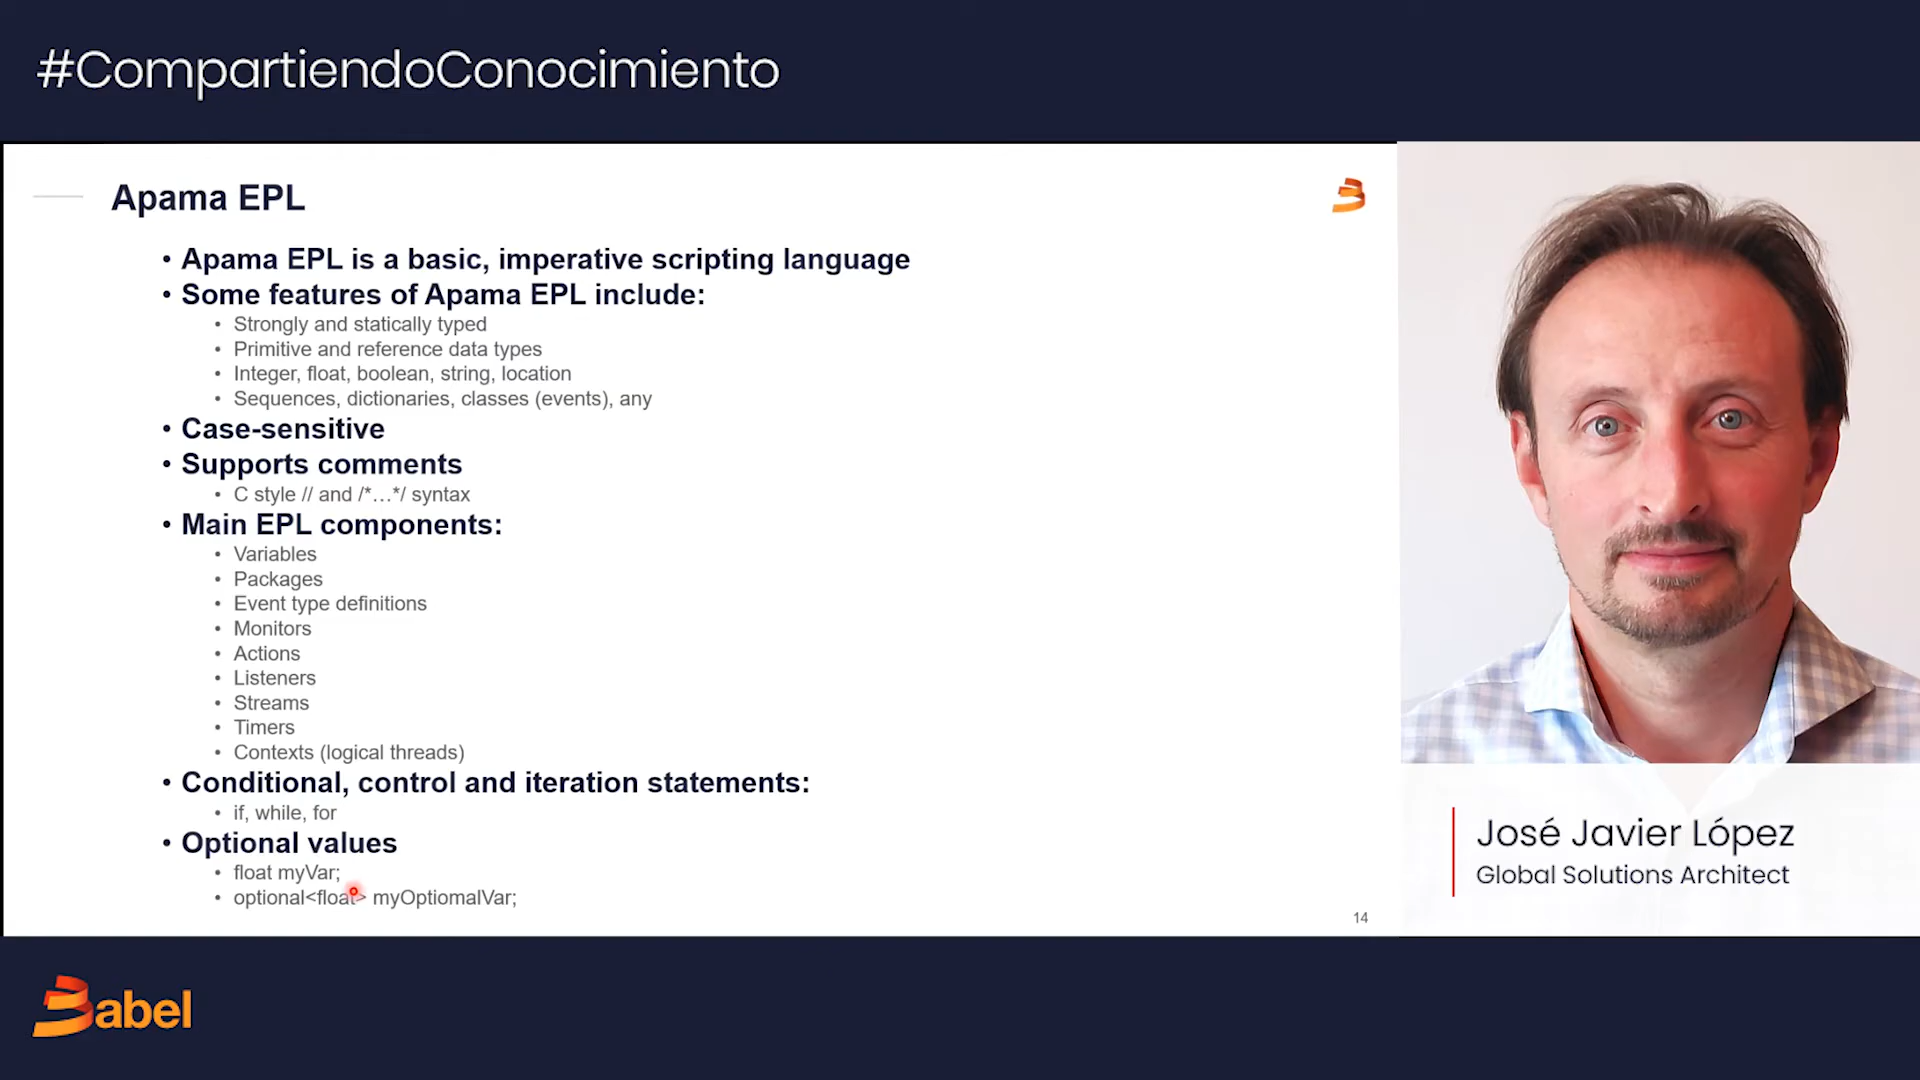 #CompartiendoConocimiento
Apama EPL
• Apama EPL is a basic, imperative scripting language
• Some features of Apama EPL include:
• Strongly and statically typed
• Primitive and reference data types
• Integer, float, boolean, string, location
• Sequences, dictionaries, classes (events), any
• Case-sensitive
• Supports comments
• C style // and /*…*/ syntax
• Main EPL components:
• Variables
• Packages
• Event type definitions
• Monitors
• Actions
• Listeners
• Streams
• Timers
• Contexts (logical threads)
• Conditional, control and iteration statements:
• if, while, for
• Optional values
• float myVar;
• optional<float> myOptiomalVar;
14
José Javier López
Global Solutions Architect
Babel